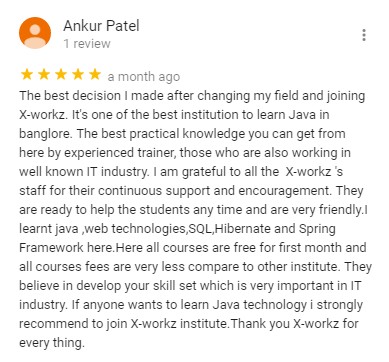 Ankur Patel
1 review
a month ago
The best decision I made after changing my field and joining
X-workz. It's one of the best institution to learn Java in
banglore. The best practical knowledge you can get from
here by experienced trainer, those who are also working in
well known IT industry. I am grateful to all the  X-workz 's
staff for their continuous support and encouragement. They
are ready to help the students any time and are very friendly.I
learnt java ,web technologies,SQL,Hibernate and Spring
Framework here.Here all courses are free for first month and
all courses fees are very less compare to other institute. They
believe in develop your skill set which is very important in IT
industry. If anyone wants to learn Java technology i strongly
recommend to join X-workz institute.Thank you X-workz for
every thing.